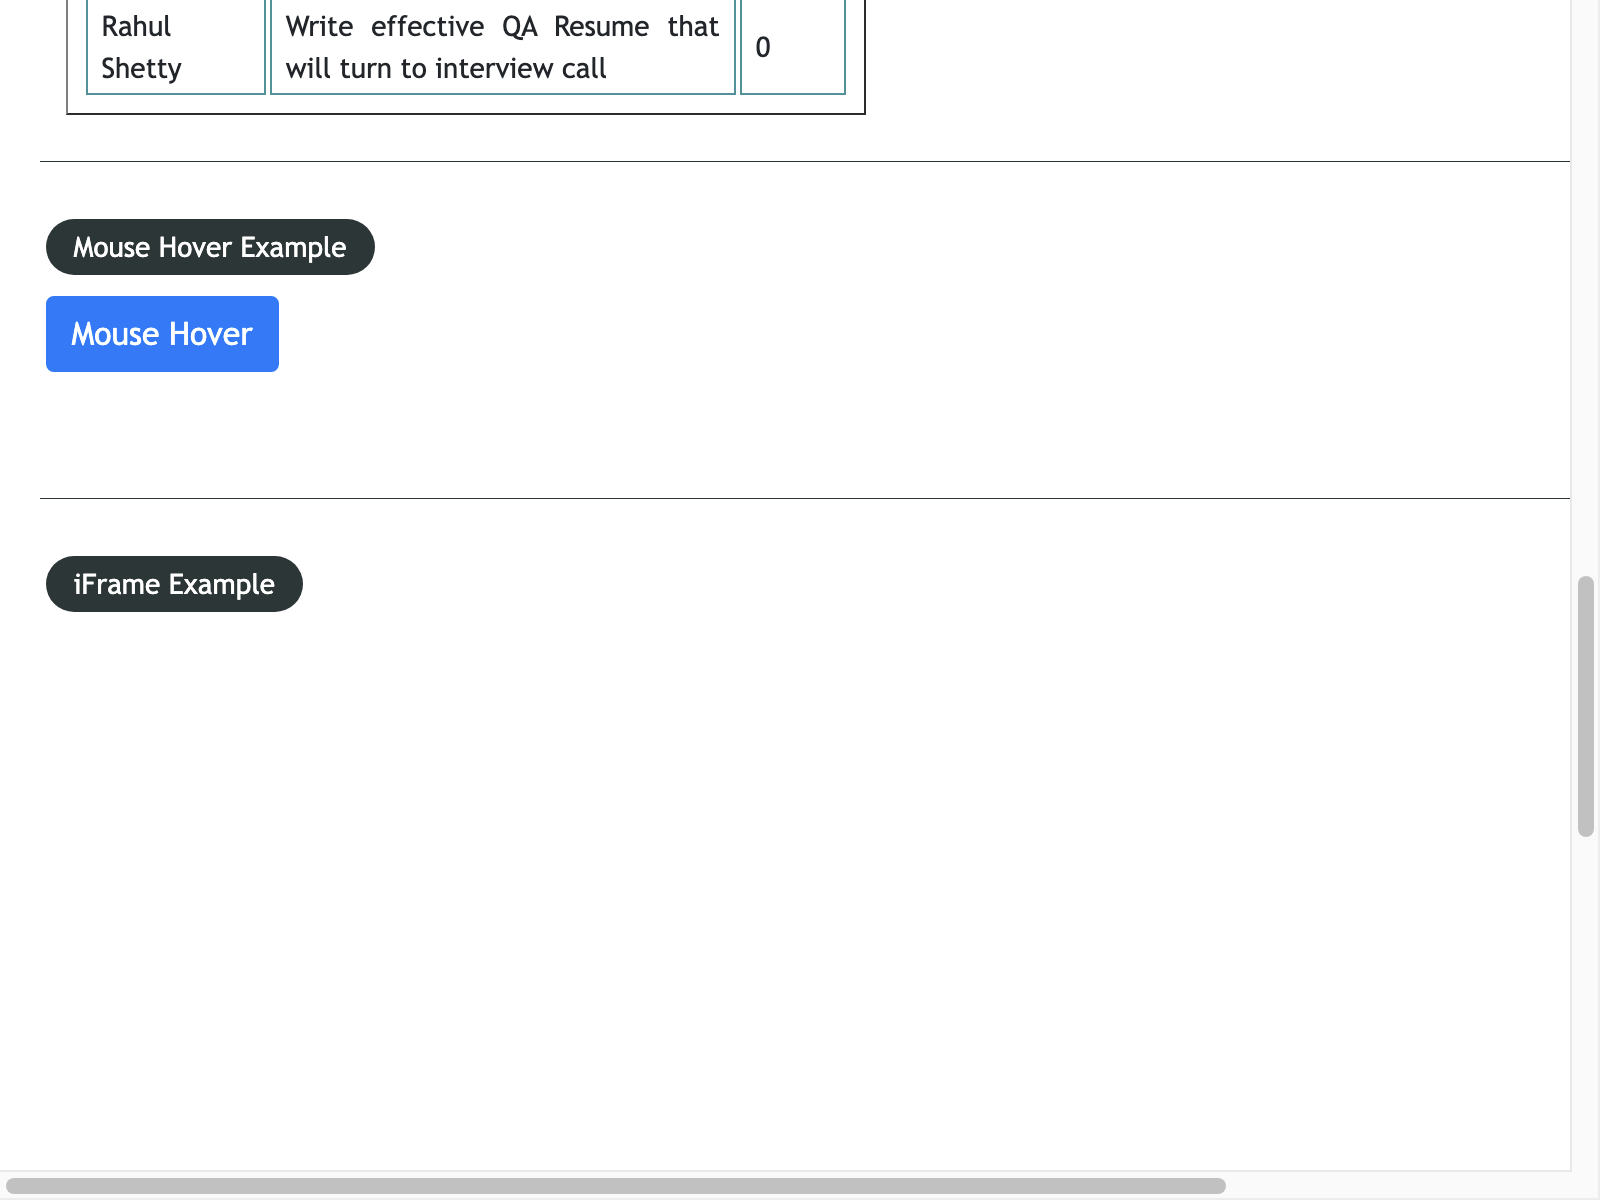 Rahul
Shetty
Write effective QA Resume that
will turn to interview call
0
Mouse Hover Example
Mouse Hover
iFrame Example